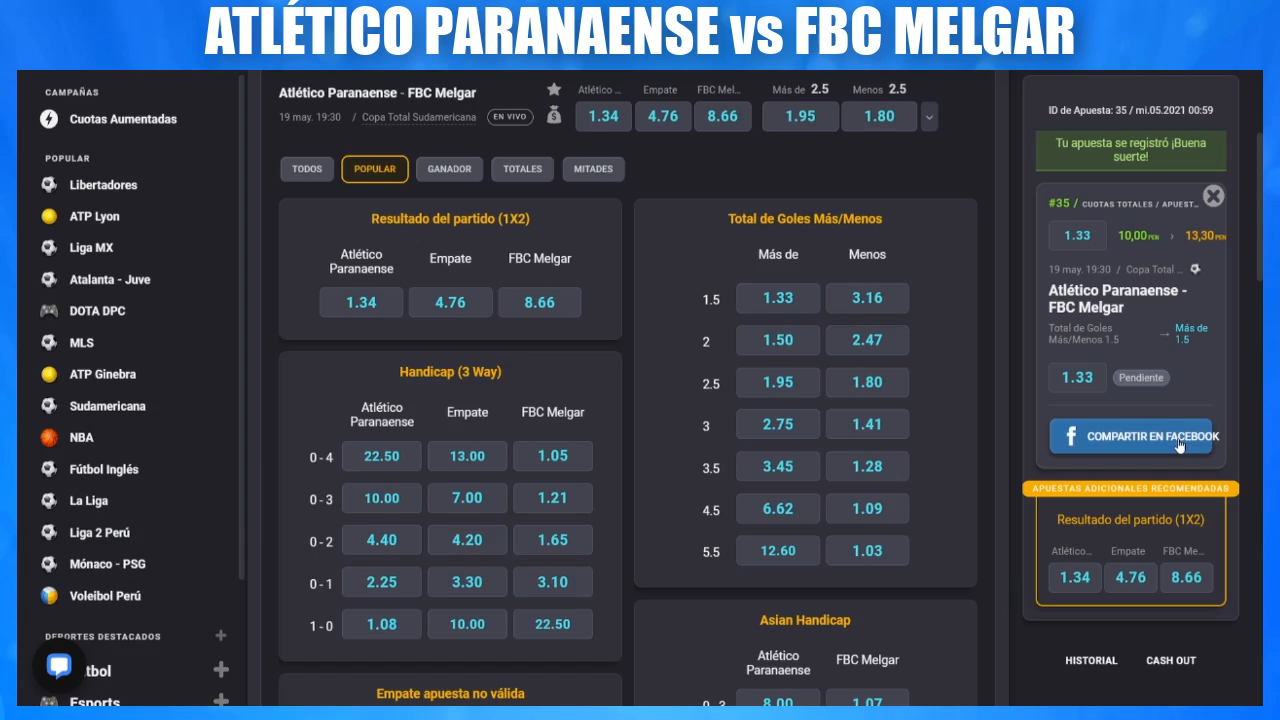 ATLÉTICO PARANAENSE vs FBC MELGAR
CAMPAÑAS
Cuotas Aumentadas
POPULAR
Libertadores
ATP Lyon
Liga MX
Atalanta - Juve
DOTA DPC
MLS
ATP Ginebra
Sudamericana
NBA
Fútbol Inglés
La Liga
Liga 2 Perú
Mónaco - PSG
Voleibol Perú
DEPORTES DESTACADOS
tbol
Esports
Atlético Paranaense - FBC Melgar
19 may. 19:30 / Copa Total Sudamericana EN VIVO
Atlético ... Empate FBC Mel... Más de 2.5 Menos 2.5
1.34 4.76 8.66 1.95 1.80
TODOS POPULAR GANADOR TOTALES MITADES
Resultado del partido (1X2)
Atlético Paranaense Empate FBC Melgar
1.34 4.76 8.66
Handicap (3 Way)
Atlético Paranaense Empate FBC Melgar
0 - 4 22.50 13.00 1.05
0 - 3 10.00 7.00 1.21
0 - 2 4.40 4.20 1.65
0 - 1 2.25 3.30 3.10
1 - 0 1.08 10.00 22.50
Empate apuesta no válida
Total de Goles Más/Menos
Más de Menos
1.5 1.33 3.16
2 1.50 2.47
2.5 1.95 1.80
3 2.75 1.41
3.5 3.45 1.28
4.5 6.62 1.09
5.5 12.60 1.03
Asian Handicap
Atlético Paranaense FBC Melgar
0 - 3 8.00 1.07
ID de Apuesta: 35 / mi.05.2021 00:59
Tu apuesta se registró ¡Buena
suerte!
#35 / CUOTAS TOTALES / APUEST...
1.33 10,00 PEN › 13,30 PEN
19 may. 19:30 / Copa Total ...
Atlético Paranaense -
FBC Melgar
Total de Goles Más/Menos 1.5 → Más de 1.5
1.33 Pendiente
f COMPARTIR EN FACEBOOK
APUESTAS ADICIONALES RECOMENDADAS
Resultado del partido (1X2)
Atlético... Empate FBC Me...
1.34 4.76 8.66
HISTORIAL CASH OUT